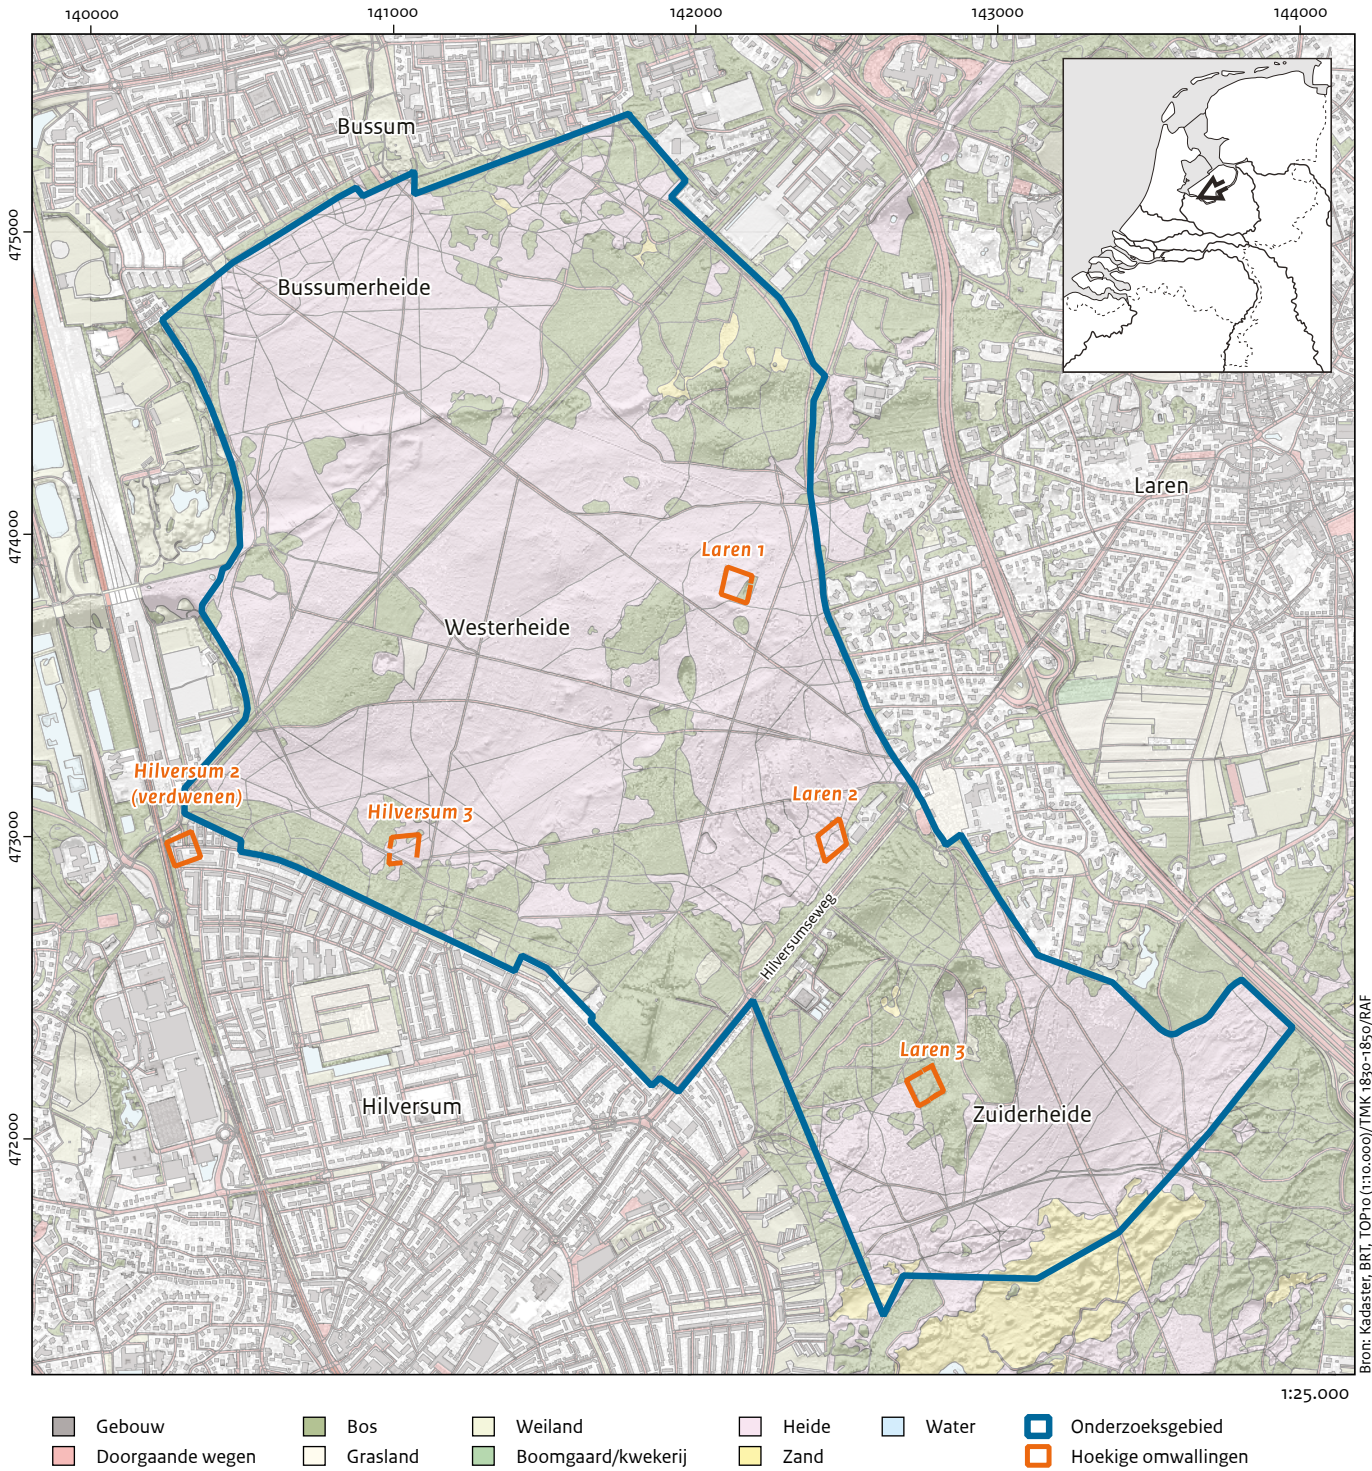 140000
141000
142000
143000
144000
475000
474000
473000
472000
Bussum
Bussumerheide
Laren
Laren 1
Westerheide
Hilversum 2
(verdwenen)
Hilversum 3
Laren 2
Hilversumseweg
Laren 3
Hilversum
Zuiderheide
Bron: Kadaster, BRT, TOP10 (1:10.000)/TMK 1830-1850/RAF
1:25.000
Gebouw
Doorgaande wegen
Bos
Grasland
Weiland
Boomgaard/kwekerij
Heide
Zand
Water
Onderzoeksgebied
Hoekige omwallingen